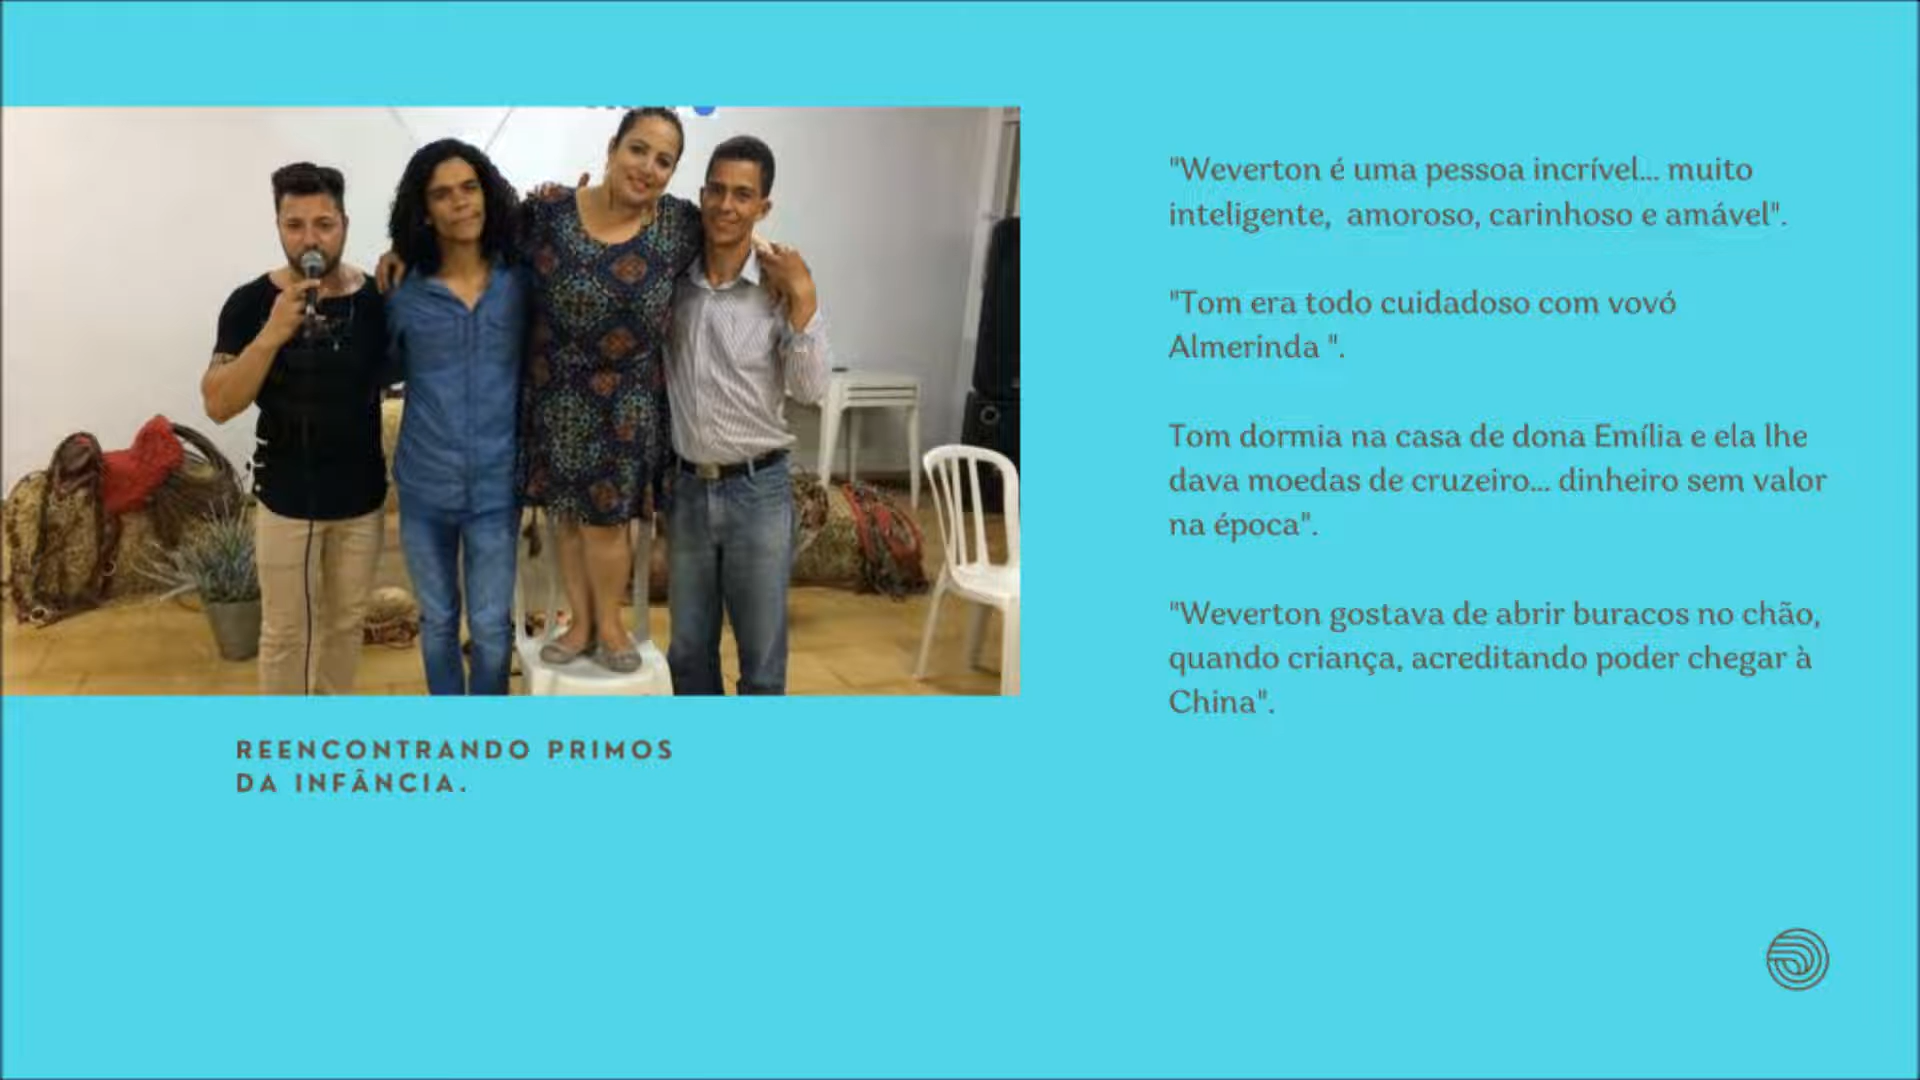 "Weverton é uma pessoa incrível... muito
inteligente,  amoroso, carinhoso e amável".
"Tom era todo cuidadoso com vovó
Almerinda ".
Tom dormia na casa de dona Emília e ela lhe
dava moedas de cruzeiro... dinheiro sem valor
na época".
"Weverton gostava de abrir buracos no chão,
quando criança, acreditando poder chegar à
China".
REENCONTRANDO PRIMOS
DA INFÂNCIA.